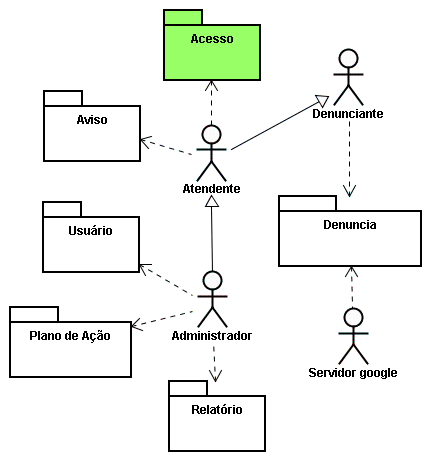 Acesso
Denunciante
Aviso
Atendente
Usuário
Denuncia
Plano de Ação
Administrador
Servidor google
Relatório